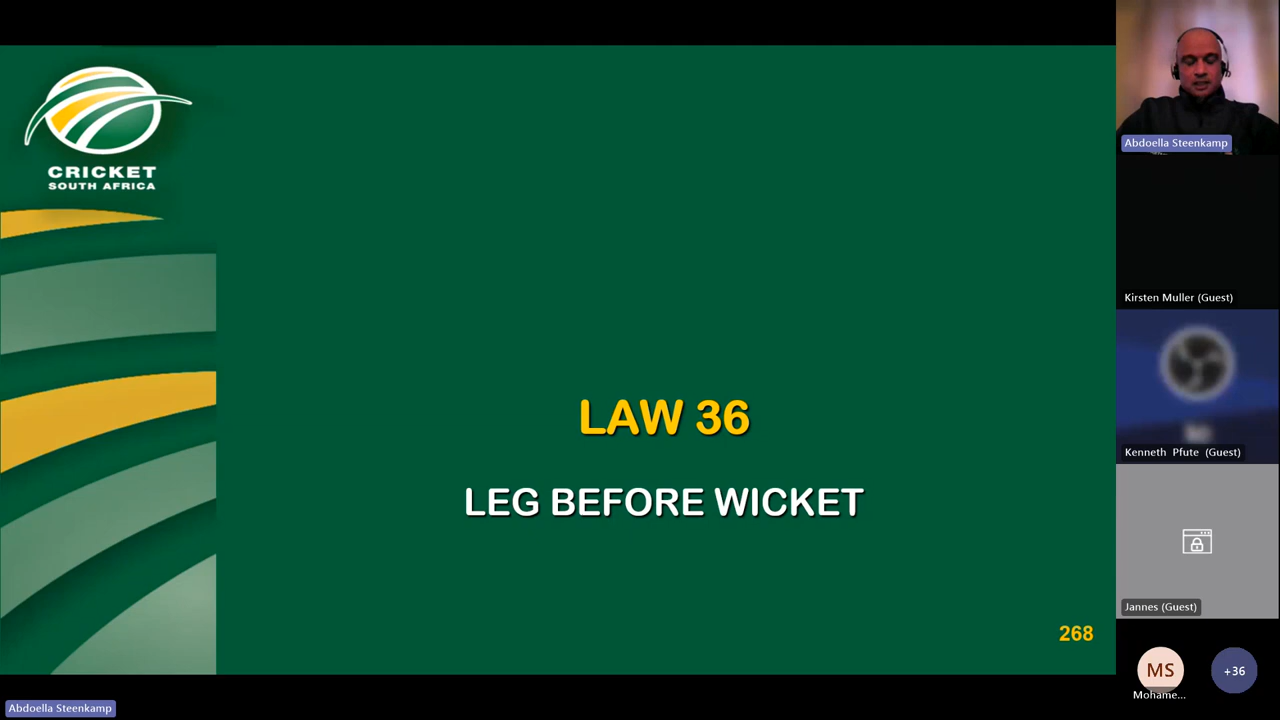 CRICKET
SOUTH AFRICA
LAW 36
LEG BEFORE WICKET
268
Abdoella Steenkamp
Kirsten Muller (Guest)
Kenneth Pfute (Guest)
Jannes (Guest)
MS
+36
Mohame...
Abdoella Steenkamp